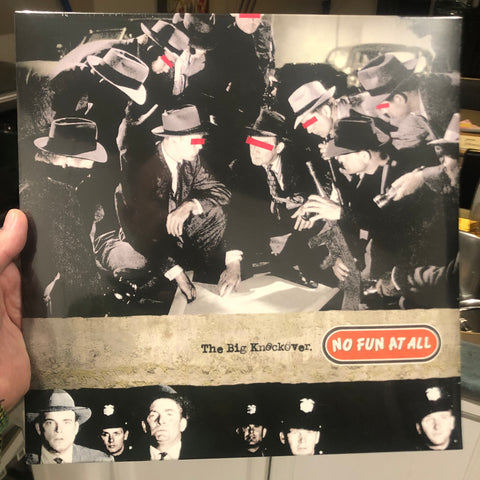 The Big Knockover.
NO FUN AT ALL